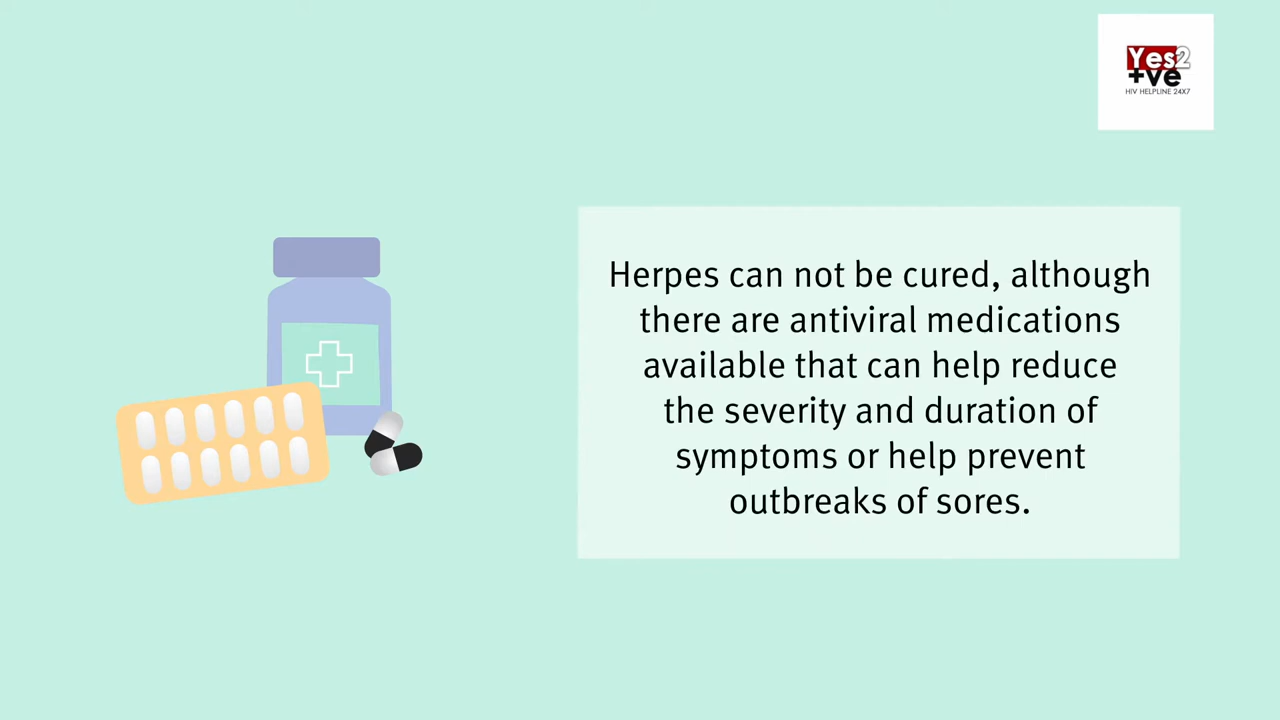 Yes2
+ve
HIV HELPLINE 24X7
Herpes can not be cured, although
there are antiviral medications
available that can help reduce
the severity and duration of
symptoms or help prevent
outbreaks of sores.